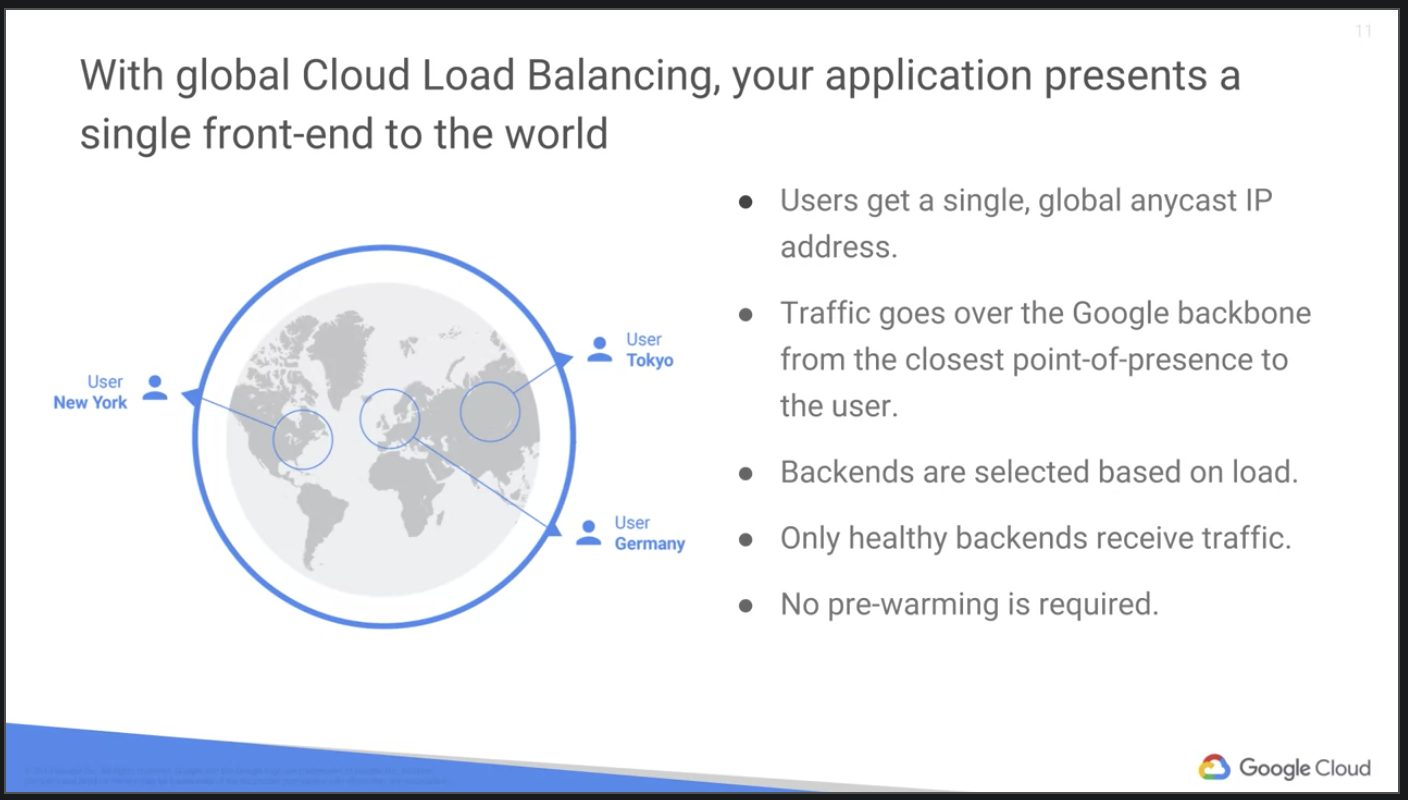 11
With global Cloud Load Balancing, your application presents a
single front-end to the world
User
New York
User
Tokyo
User
Germany
● Users get a single, global anycast IP
address.
● Traffic goes over the Google backbone
from the closest point-of-presence to
the user.
● Backends are selected based on load.
● Only healthy backends receive traffic.
● No pre-warming is required.
Google Cloud